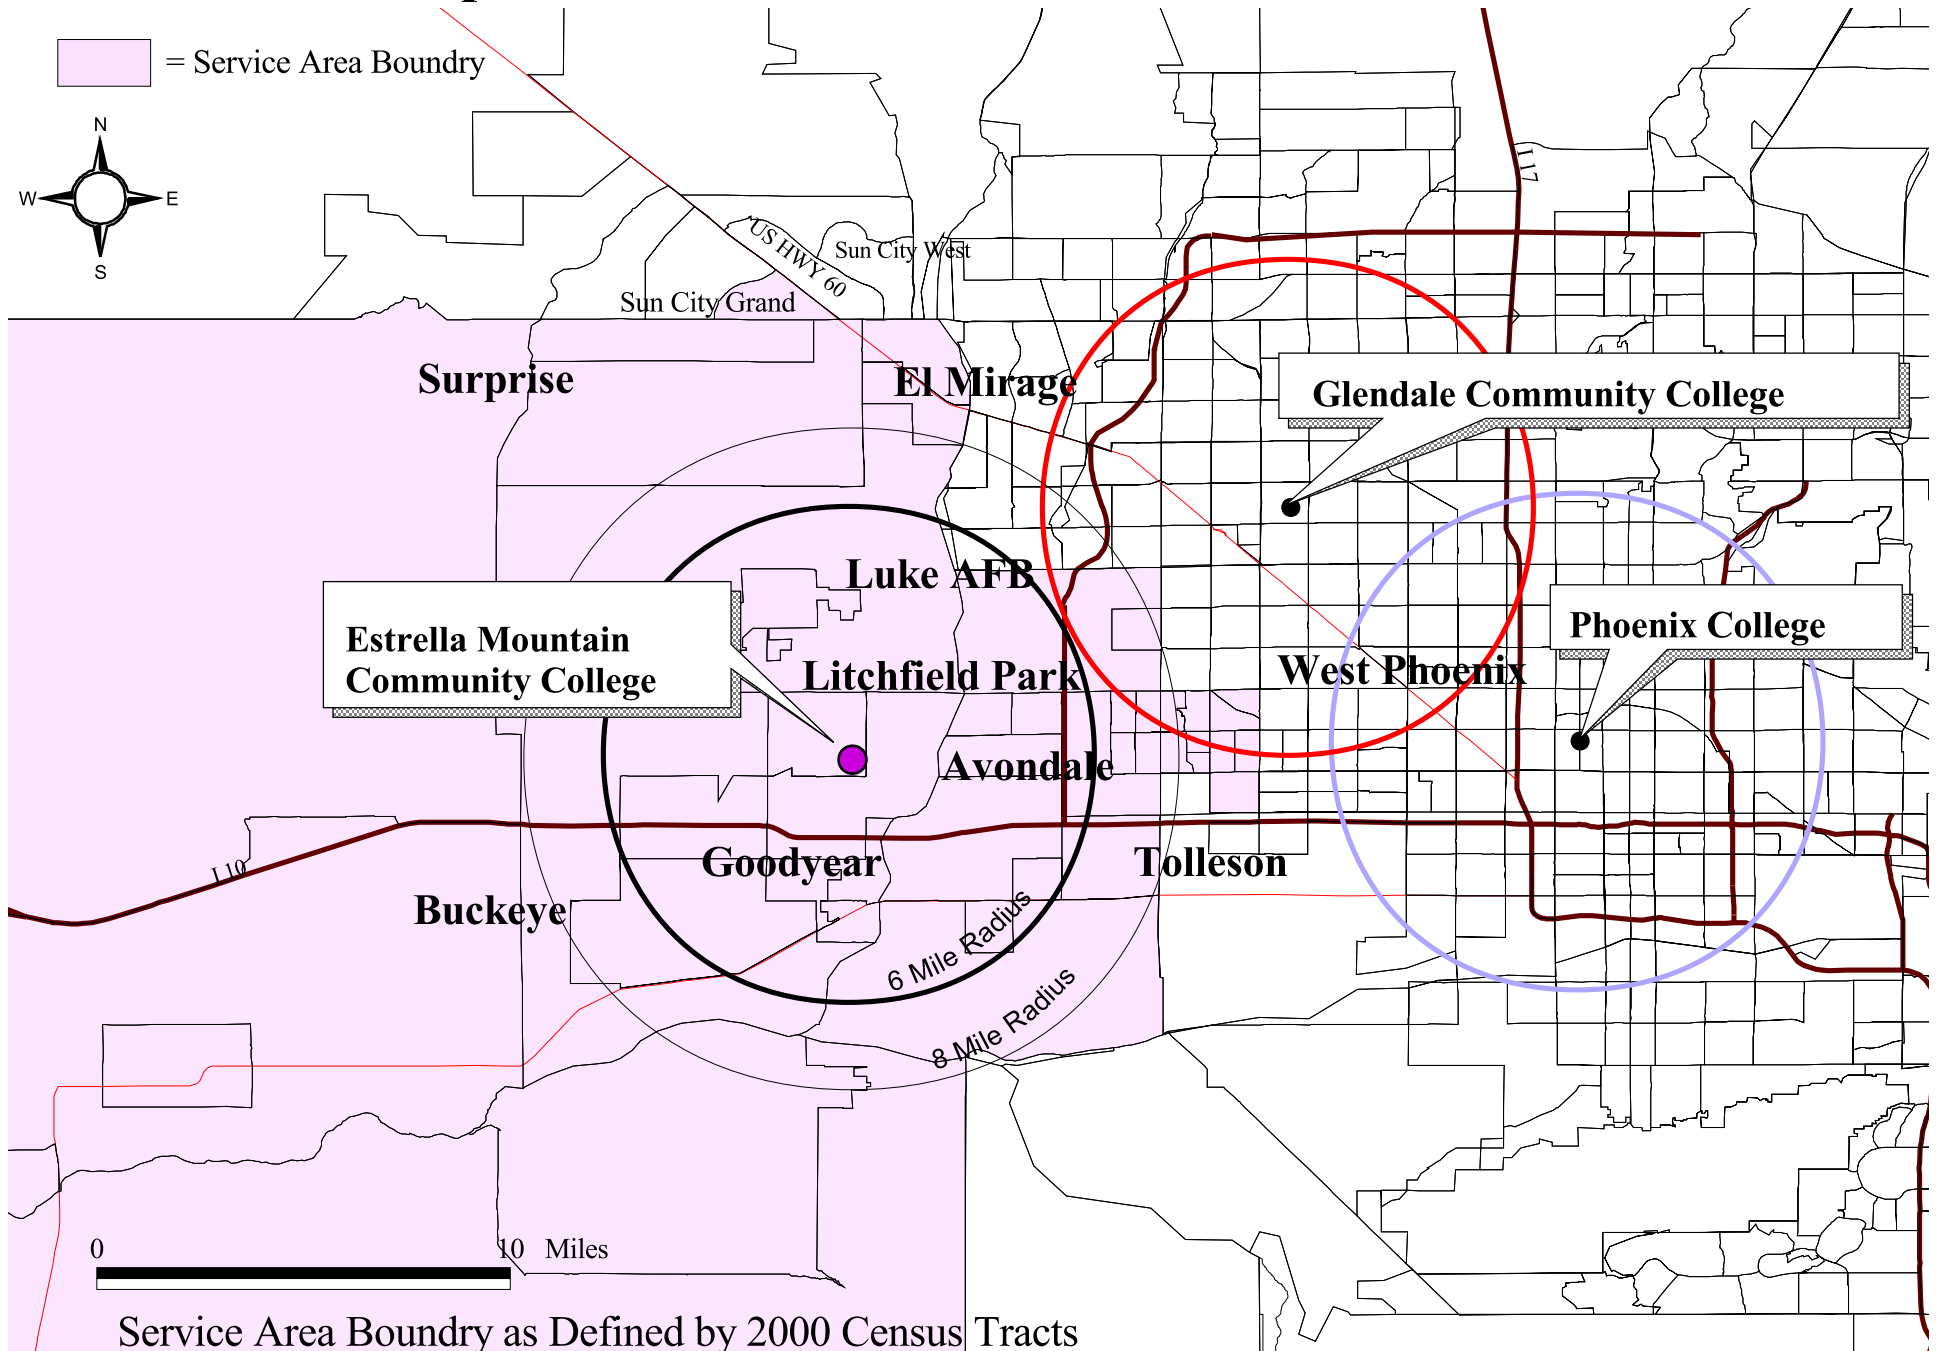 = Service Area Boundry
N
W
E
S
I 17
US HWY 60
Sun City West
Sun City Grand
Surprise
El Mirage
Glendale Community College
Luke AFB
Estrella Mountain
Community College
Phoenix College
Litchfield Park
West Phoenix
Avondale
I 10
Goodyear
Tolleson
Buckeye
6 Mile Radius
8 Mile Radius
0
10 Miles
Service Area Boundry as Defined by 2000 Census Tracts